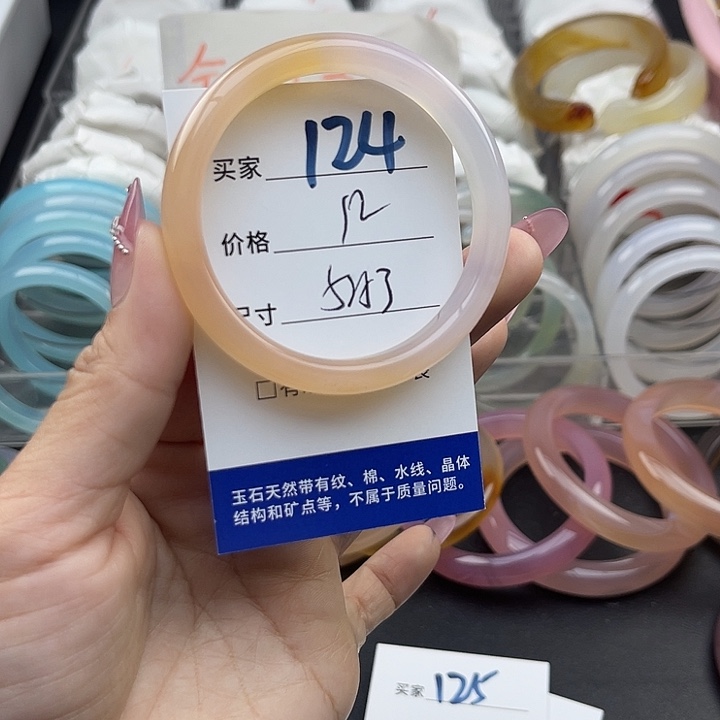 买家 124
价格 12
尺寸
玉石天然带有纹、棉、水线、晶体
结构和矿点等，不属于质量问题。
买家 125